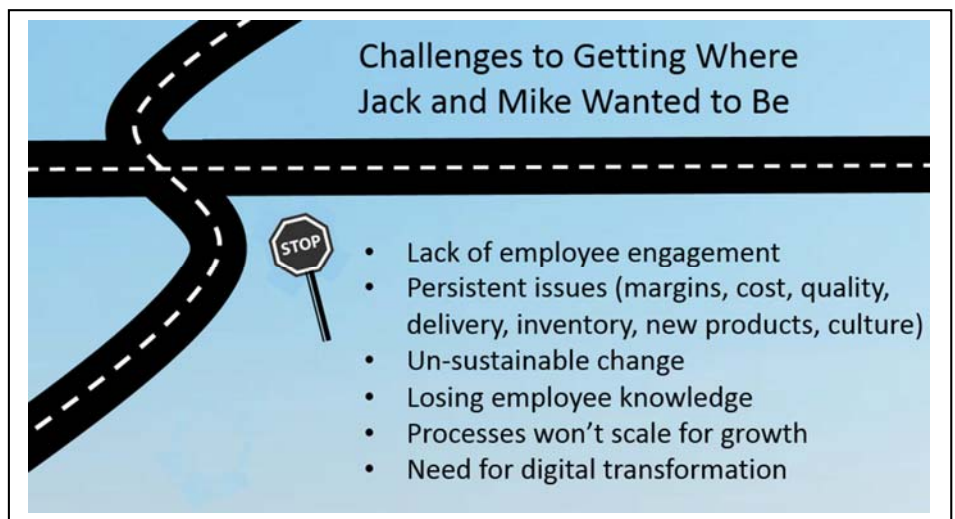 Challenges to Getting Where
Jack and Mike Wanted to Be
STOP
• Lack of employee engagement
• Persistent issues (margins, cost, quality,
delivery, inventory, new products, culture)
• Un-sustainable change
• Losing employee knowledge
• Processes won’t scale for growth
• Need for digital transformation